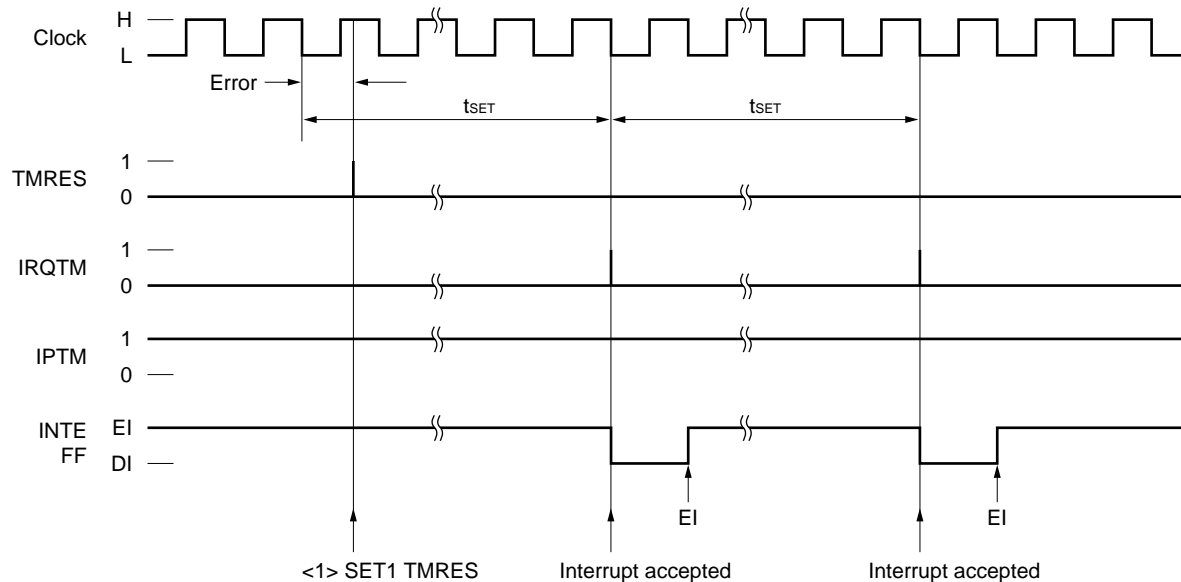 Clock
H
L
Error
tSET
tSET
TMRES
1
0
IRQTM
1
0
IPTM
1
0
INTE
FF
EI
DI
EI
EI
<1> SET1 TMRES
Interrupt accepted
Interrupt accepted